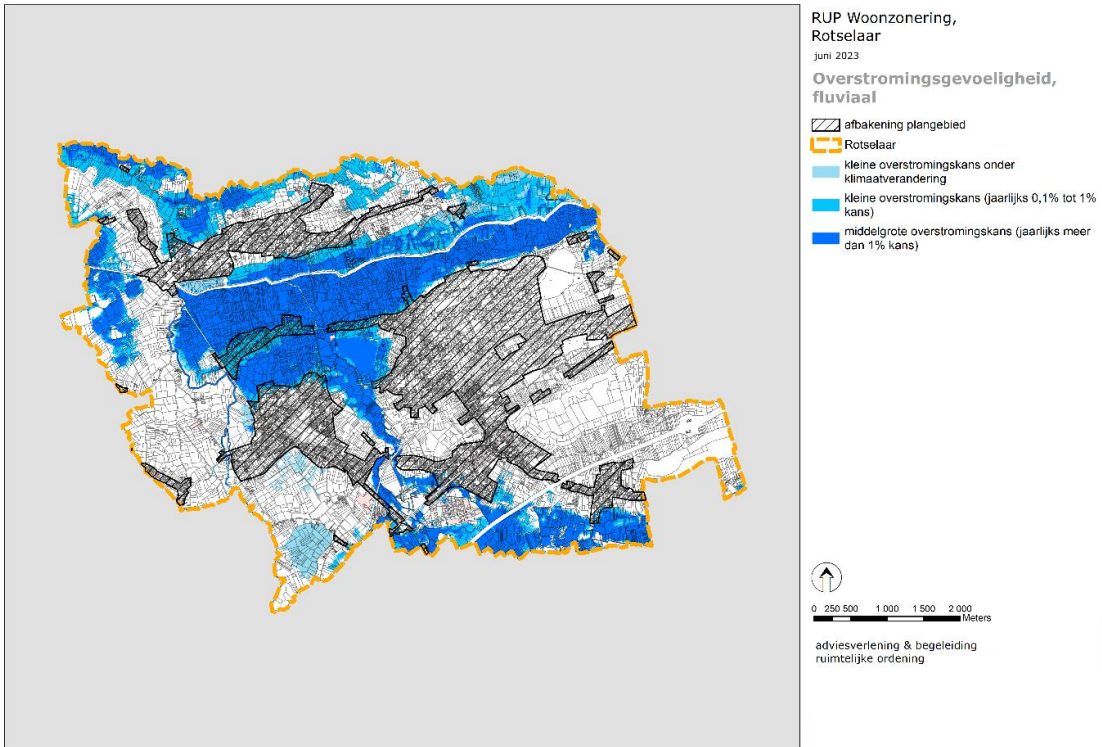 RUP Woonzonering,
Rotselaar
juni 2023
Overstromingsgevoeligheid,
fluviaal
afbakening plangebied
Rotselaar
kleine overstromingskans onder
klimaatverandering
kleine overstromingskans (jaarlijks 0,1% tot 1%
kans)
middelgrote overstromingskans (jaarlijks meer
dan 1% kans)
0 250 500 1 000 1 500 2 000
Meters
adviesverlening & begeleiding
ruimtelijke ordening